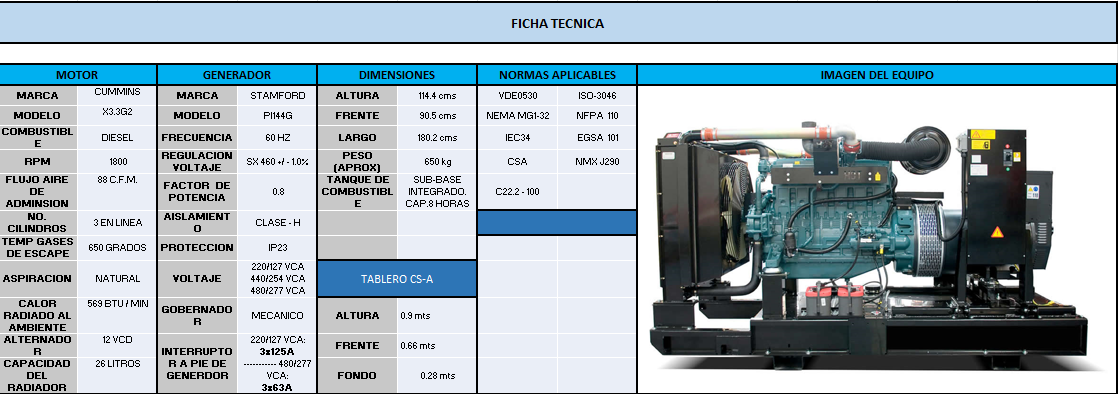 FICHA TECNICA
MOTOR
MARCA CUMMINS
MODELO X3.3G2
COMBUSTIBL
E DIESEL
RPM 1800
FLUJO AIRE
DE
ADMINSION 88 C.F.M.
NO.
CILINDROS 3 EN LINEA
TEMP GASES
DE ESCAPE 650 GRADOS
ASPIRACION NATURAL
CALOR
RADIADO AL
AMBIENTE 569 BTU / MIN
ALTERNADO
R 12 VCD
CAPACIDAD
DEL
RADIADOR 26 LITROS
GENERADOR
MARCA STAMFORD
MODELO PI144G
FRECUENCIA 60 HZ
REGULACION
VOLTAJE SX 460 +/- 1.0%
FACTOR DE
POTENCIA 0.8
AISLAMIENT
O CLASE - H
PROTECCION IP23
VOLTAJE 220/127 VCA
440/254 VCA
480/277 VCA
GOBERNADO
R MECANICO
INTERRUPTO
R A PIE DE
GENERDOR
220/127 VCA:
3x125A
----------- 480/277
VCA:
3x63A
DIMENSIONES
ALTURA 114.4 cms
FRENTE 90.5 cms
LARGO 180.2 cms
PESO
(APROX) 650 kg
TANQUE DE
COMBUSTIBL
E
SUB-BASE
INTEGRADO.
CAP.8 HORAS
TABLERO CS-A
ALTURA 0.9 mts
FRENTE 0.66 mts
FONDO 0.28 mts
NORMAS APLICABLES
VDE0530 ISO-3046
NEMA MG1-32 NFPA 110
IEC34 EGSA 101
CSA NMX J290
C22.2 - 100
IMAGEN DEL EQUIPO